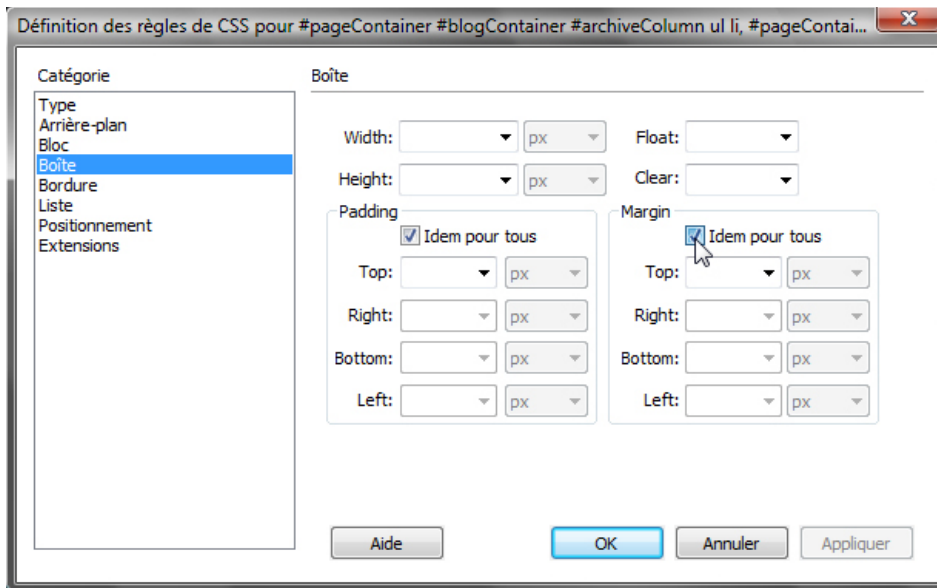 Définition des règles de CSS pour #pageContainer #blogContainer #archiveColumn ul li, #pageContai...
Catégorie
Type
Arrière-plan
Bloc
Boîte
Bordure
Liste
Positionnement
Extensions
Boîte
Width: px Float:
Height: px Clear:
Padding
Idem pour tous
Top: px
Right: px
Bottom: px
Left: px
Margin
Idem pour tous
Top: px
Right: px
Bottom: px
Left: px
Aide OK Annuler Appliquer